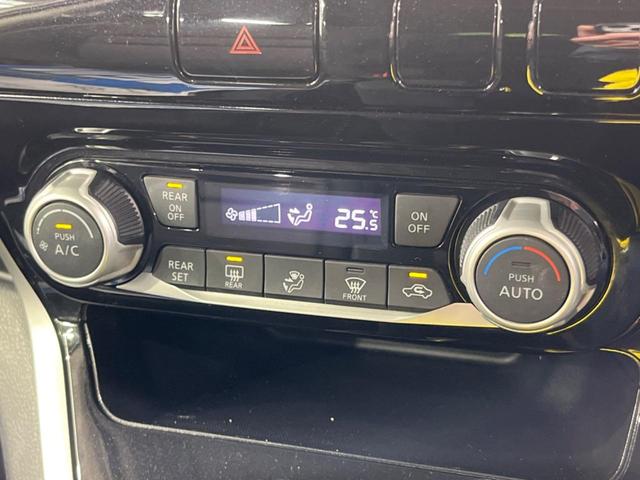 REAR
ON
OFF
25.5°C
ON
OFF
PUSH
A/C
REAR
SET
REAR
FRONT
PUSH
AUTO